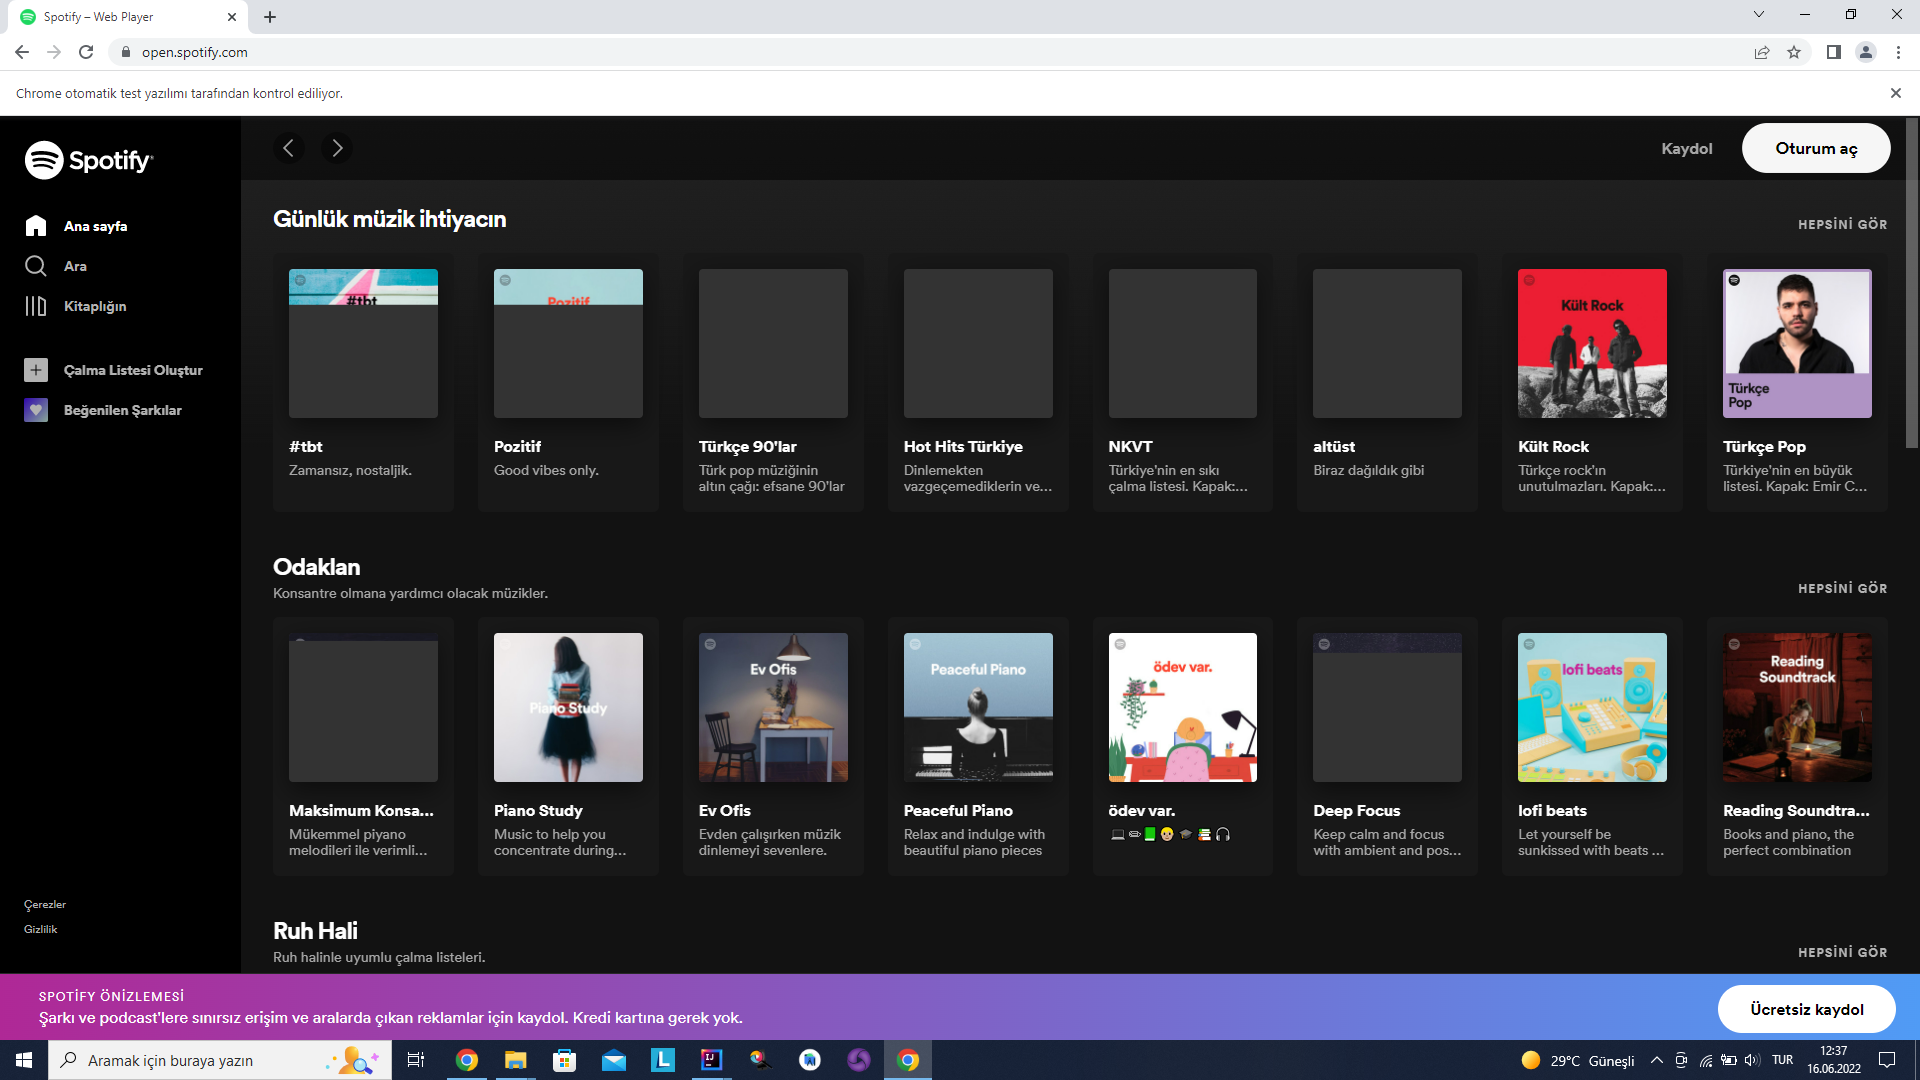 Spotify – Web Player
open.spotify.com
Chrome otomatik test yazılımı tarafından kontrol ediliyor.
Spotify
Kaydol
Oturum aç
Ana sayfa
Ara
Kitaplığın
Çalma Listesi Oluştur
Beğenilen Şarkılar
Çerezler
Gizlilik
Günlük müzik ihtiyacın
HEPSİNİ GÖR
#tbt
Pozitif
Kült Rock
Türkçe
Pop
#tbt
Zamansız, nostaljik.
Pozitif
Good vibes only.
Türkçe 90'lar
Türk pop müziğinin
altın çağı: efsane 90'lar
Hot Hits Türkiye
Dinlemekten
vazgeçemediklerin ve...
NKVT
Türkiye'nin en sıkı
çalma listesi. Kapak:...
altüst
Biraz dağıldık gibi
Kült Rock
Türkçe rock'ın
unutulmazları. Kapak:...
Türkçe Pop
Türkiye'nin en büyük
listesi. Kapak: Emir C...
Odaklan
Konsantre olmana yardımcı olacak müzikler.
HEPSİNİ GÖR
Piano Study
Ev Ofis
Peaceful Piano
ödev var.
lofi beats
Reading
Soundtrack
Maksimum Konsa...
Mükemmel piyano
melodileri ile verimli...
Piano Study
Music to help you
concentrate during...
Ev Ofis
Evden çalışırken müzik
dinlemeyi sevenlere.
Peaceful Piano
Relax and indulge with
beautiful piano pieces
ödev var.
Deep Focus
Keep calm and focus
with ambient and pos...
lofi beats
Let yourself be
sunkissed with beats ...
Reading Soundtra...
Books and piano, the
perfect combination
Ruh Hali
Ruh halinle uyumlu çalma listeleri.
HEPSİNİ GÖR
SPOTİFY ÖNİZLEMESİ
Şarkı ve podcast'lere sınırsız erişim ve aralarda çıkan reklamlar için kaydol. Kredi kartına gerek yok.
Ücretsiz kaydol
Aramak için buraya yazın
29°C Güneşli
TUR
12:37
16.06.2022